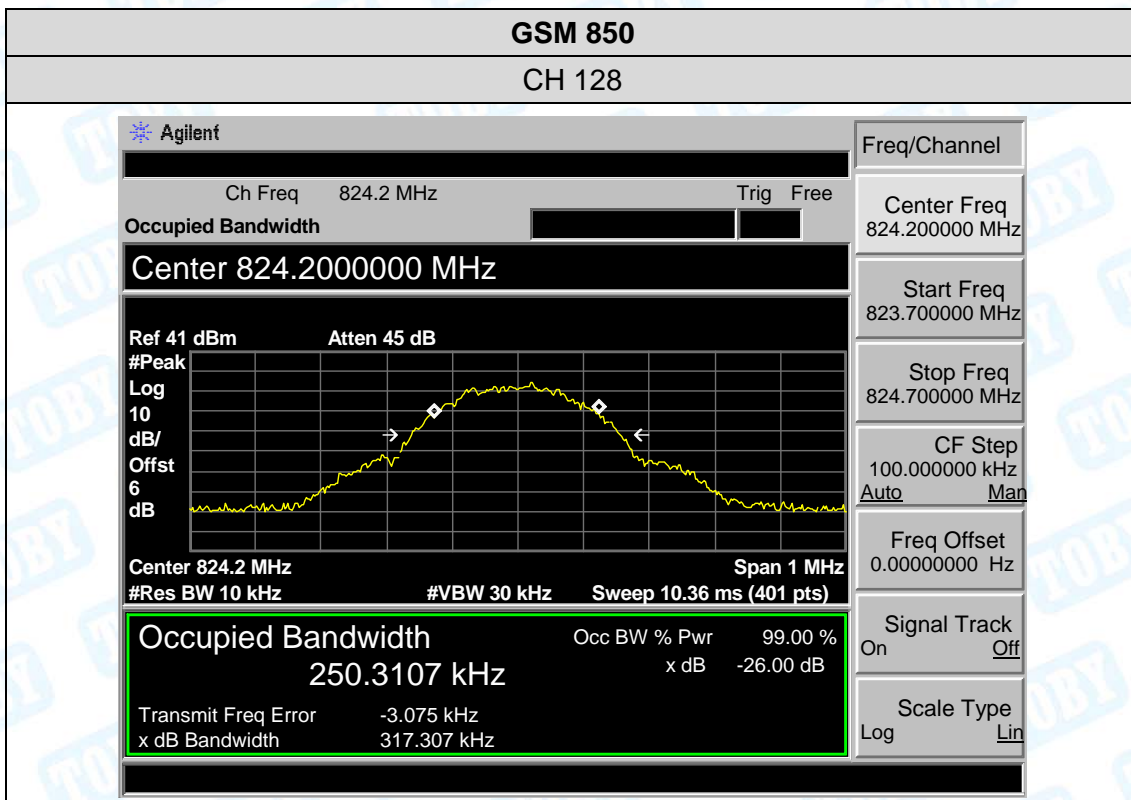 GSM 850
CH 128
Agilent
Ch Freq 824.2 MHz Trig Free
Occupied Bandwidth
Center 824.2000000 MHz
Ref 41 dBm Atten 45 dB
#Peak
Log
10
dB/
Offst
6
dB
Center 824.2 MHz Span 1 MHz
#Res BW 10 kHz #VBW 30 kHz Sweep 10.36 ms (401 pts)
Occupied Bandwidth
250.3107 kHz
Occ BW % Pwr 99.00 %
x dB -26.00 dB
Transmit Freq Error -3.075 kHz
x dB Bandwidth 317.307 kHz
Freq/Channel
Center Freq
824.200000 MHz
Start Freq
823.700000 MHz
Stop Freq
824.700000 MHz
CF Step
100.000000 kHz
Auto Man
Freq Offset
0.00000000 Hz
Signal Track
On Off
Scale Type
Log Lin
TOBY
TOBY
TOBY
TOBY
TOBY